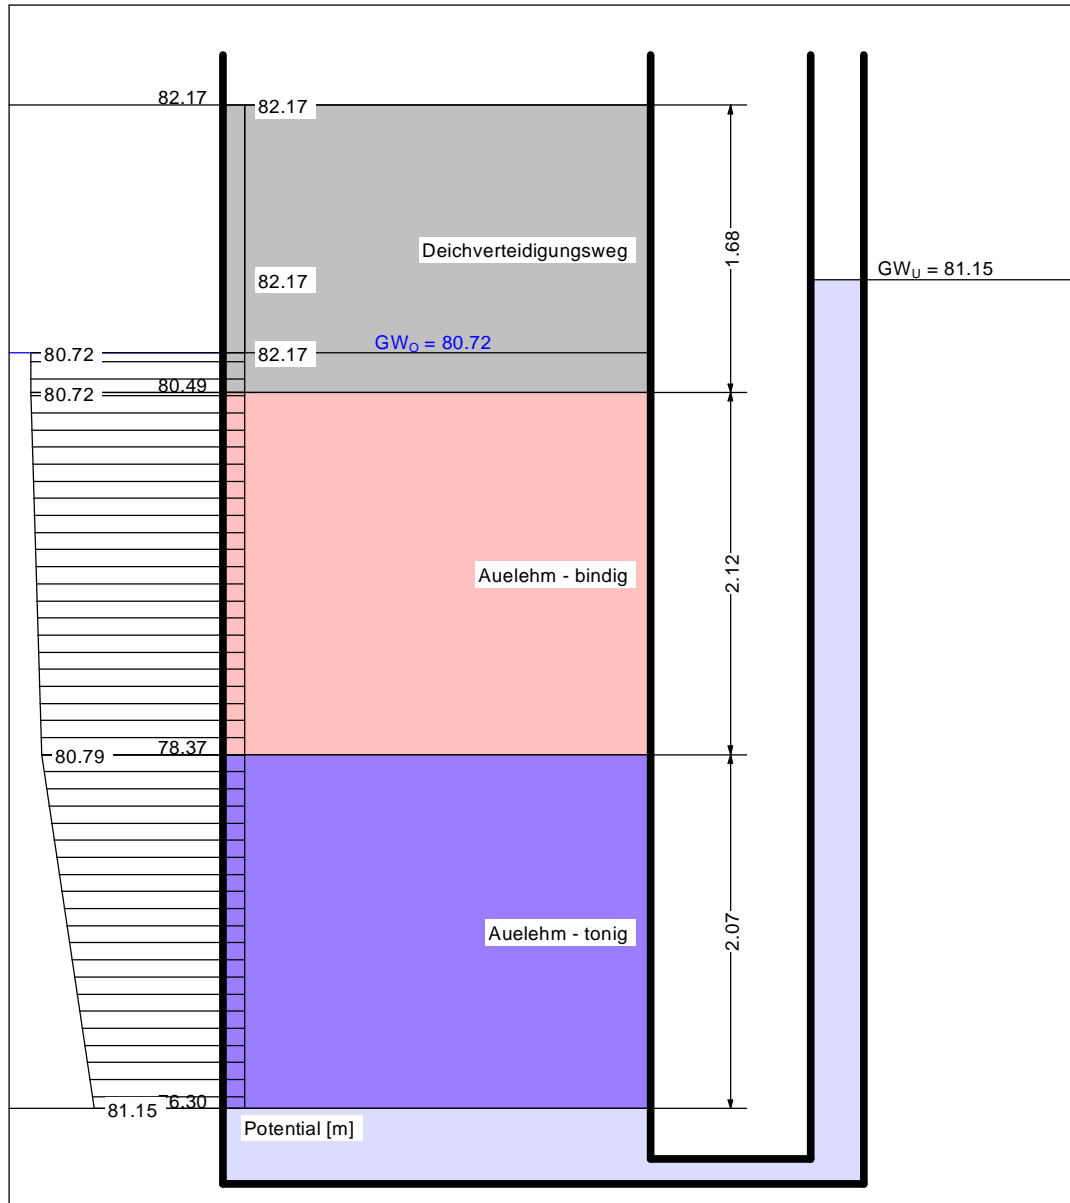 82.17
82.17
Deichverteidigungsweg
1.68
82.17
GWU = 81.15
GWO = 80.72
80.72
82.17
80.49
80.72
Auelehm - bindig
2.12
78.37
80.79
Auelehm - tonig
2.07
76.30
81.15
Potential [m]